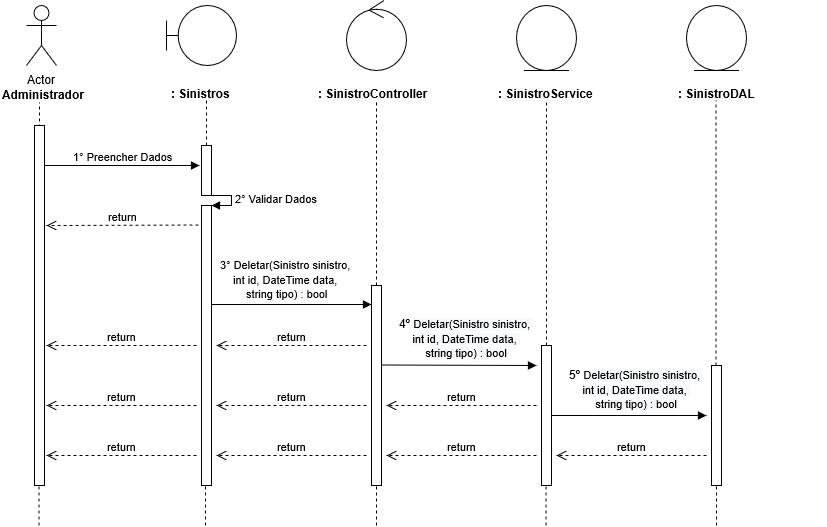 Actor
Administrador
: Sinistros
: SinistroController
: SinistroService
: SinistroDAL
1° Preencher Dados
2° Validar Dados
return
3° Deletar(Sinistro sinistro,
int id, DateTime data,
string tipo) : bool
4º Deletar(Sinistro sinistro,
int id, DateTime data,
string tipo) : bool
return
return
5º Deletar(Sinistro sinistro,
int id, DateTime data,
string tipo) : bool
return
return
return
return
return
return
return